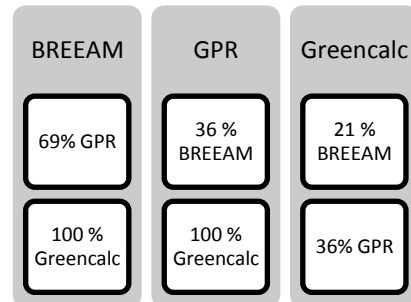 BREEAM
GPR
Greencalc
69% GPR
36 %
BREEAM
21 %
BREEAM
100 %
Greencalc
100 %
Greencalc
36% GPR